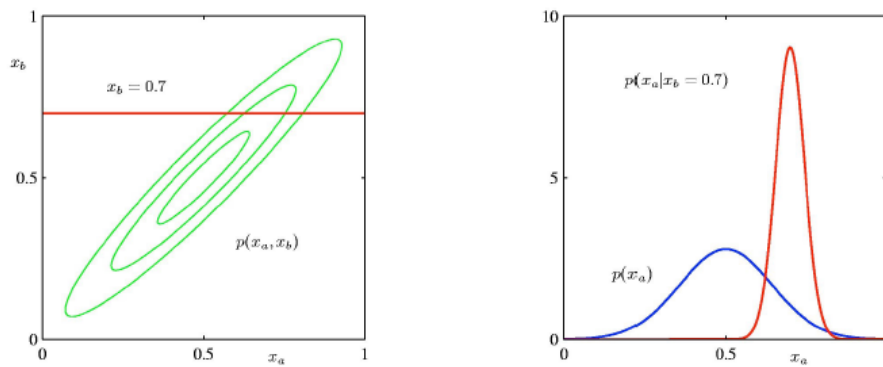 1
x_b
x_b = 0.7
0.5
p(x_a, x_b)
0
0
0.5
x_a
1
10
p(x_a|x_b = 0.7)
5
p(x_a)
0
0
0.5
x_a